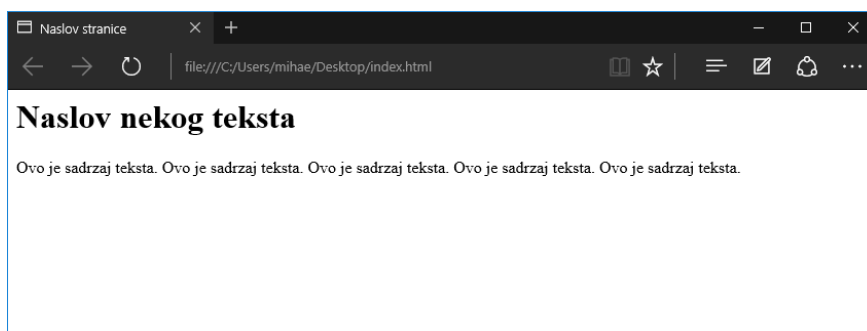 Naslov stranice
file:///C:/Users/mihae/Desktop/index.html
Naslov nekog teksta
Ovo je sadrzaj teksta. Ovo je sadrzaj teksta. Ovo je sadrzaj teksta. Ovo je sadrzaj teksta. Ovo je sadrzaj teksta.